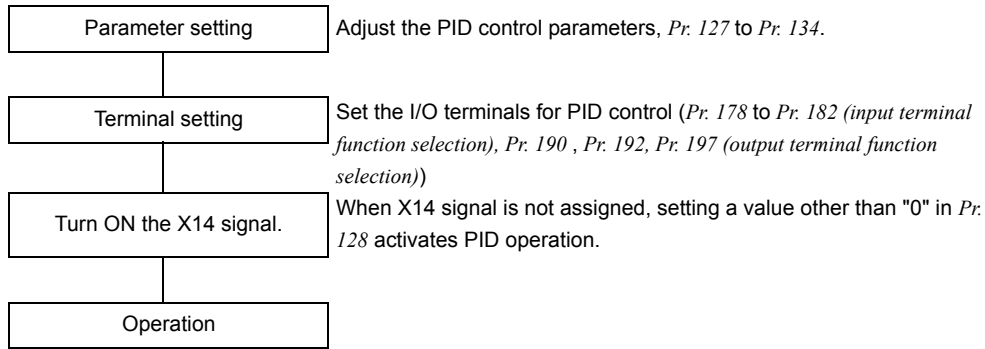 Parameter setting
Adjust the PID control parameters, Pr. 127 to Pr. 134.
Terminal setting
Set the I/O terminals for PID control (Pr. 178 to Pr. 182 (input terminal
function selection), Pr. 190 , Pr. 192, Pr. 197 (output terminal function
selection))
Turn ON the X14 signal.
When X14 signal is not assigned, setting a value other than "0" in Pr.
128 activates PID operation.
Operation